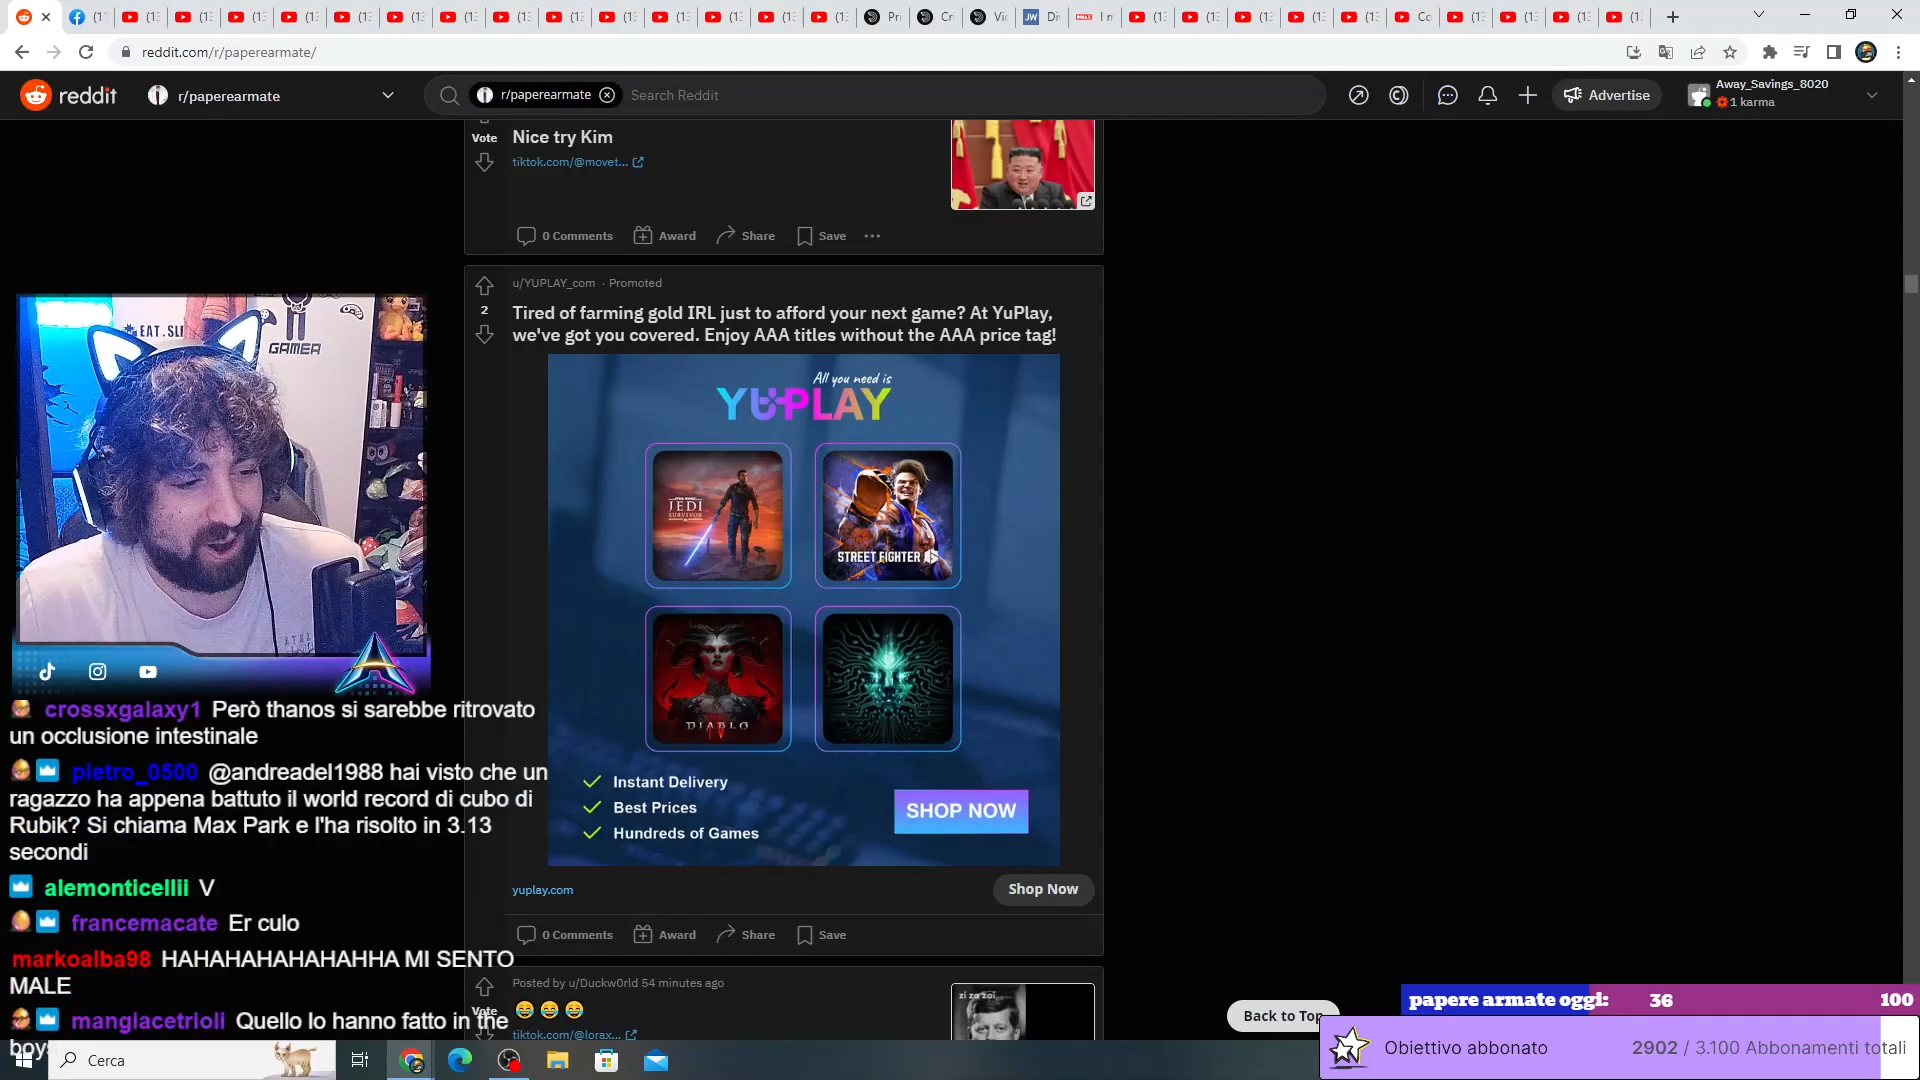 reddit.com/r/paperearmate/
reddit
r/paperearmate
r/paperearmate
Search Reddit
Advertise
Away_Savings_8020
1 karma
Vote
Nice try Kim
tiktok.com/@movet...
0 Comments
Award
Share
Save
u/YUPLAY_com · Promoted
2
Tired of farming gold IRL just to afford your next game? At YuPlay,
we've got you covered. Enjoy AAA titles without the AAA price tag!
All you need is
YUPLAY
JEDI
SURVIVOR
STREET FIGHTER 6
DIABLO
Instant Delivery
Best Prices
Hundreds of Games
SHOP NOW
yuplay.com
Shop Now
0 Comments
Award
Share
Save
Posted by u/Duckw0rld 54 minutes ago
Vote
😂 😂 😂
tiktok.com/@lorax...
zi za zoi
Back to Top
EAT.SL
GAMER
crossxgalaxy1 Però thanos si sarebbe ritrovato
un occlusione intestinale
pietro_0500 @andreadel1988 hai visto che un
ragazzo ha appena battuto il world record di cubo di
Rubik? Si chiama Max Park e l'ha risolto in 3.13
secondi
alemonticellii V
francemacate Er culo
markoalba98 HAHAHAHAHAHAHHA MI SENTO
MALE
mangiacetrioli Quello lo hanno fatto in the
boys
papere armate oggi: 36 100
Obiettivo abbonato 2902 / 3.100 Abbonamenti totali
Cerca